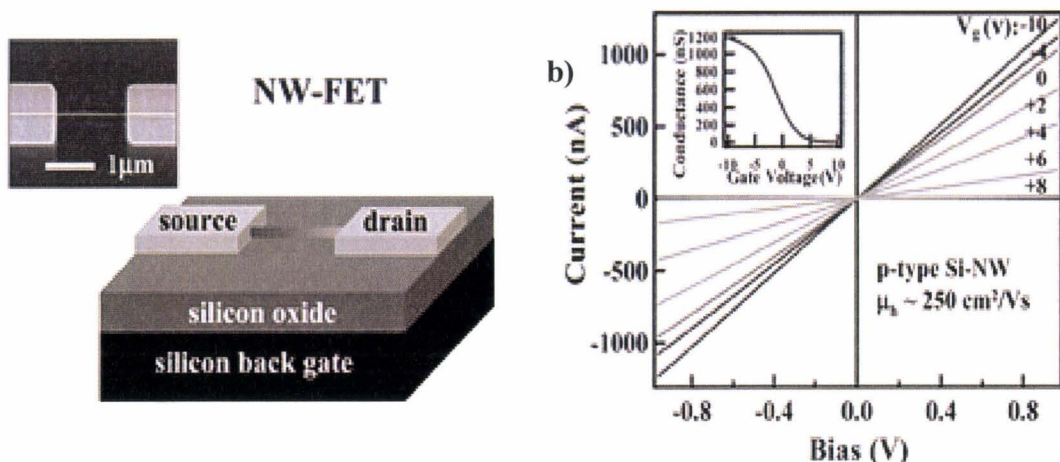 NW-FET
1μm
source
drain
silicon oxide
silicon back gate
b)
Current (nA)
1000
500
0
-500
-1000
V_g (v): -10
-4
0
+2
+4
+6
+8
Conductance (nS)
1200
1000
800
600
400
200
0
-10 -5 0 5 10
Gate Voltage(V)
p-type Si-NW
μ_h ~ 250 cm²/Vs
-0.8 -0.4 0.0 0.4 0.8
Bias (V)